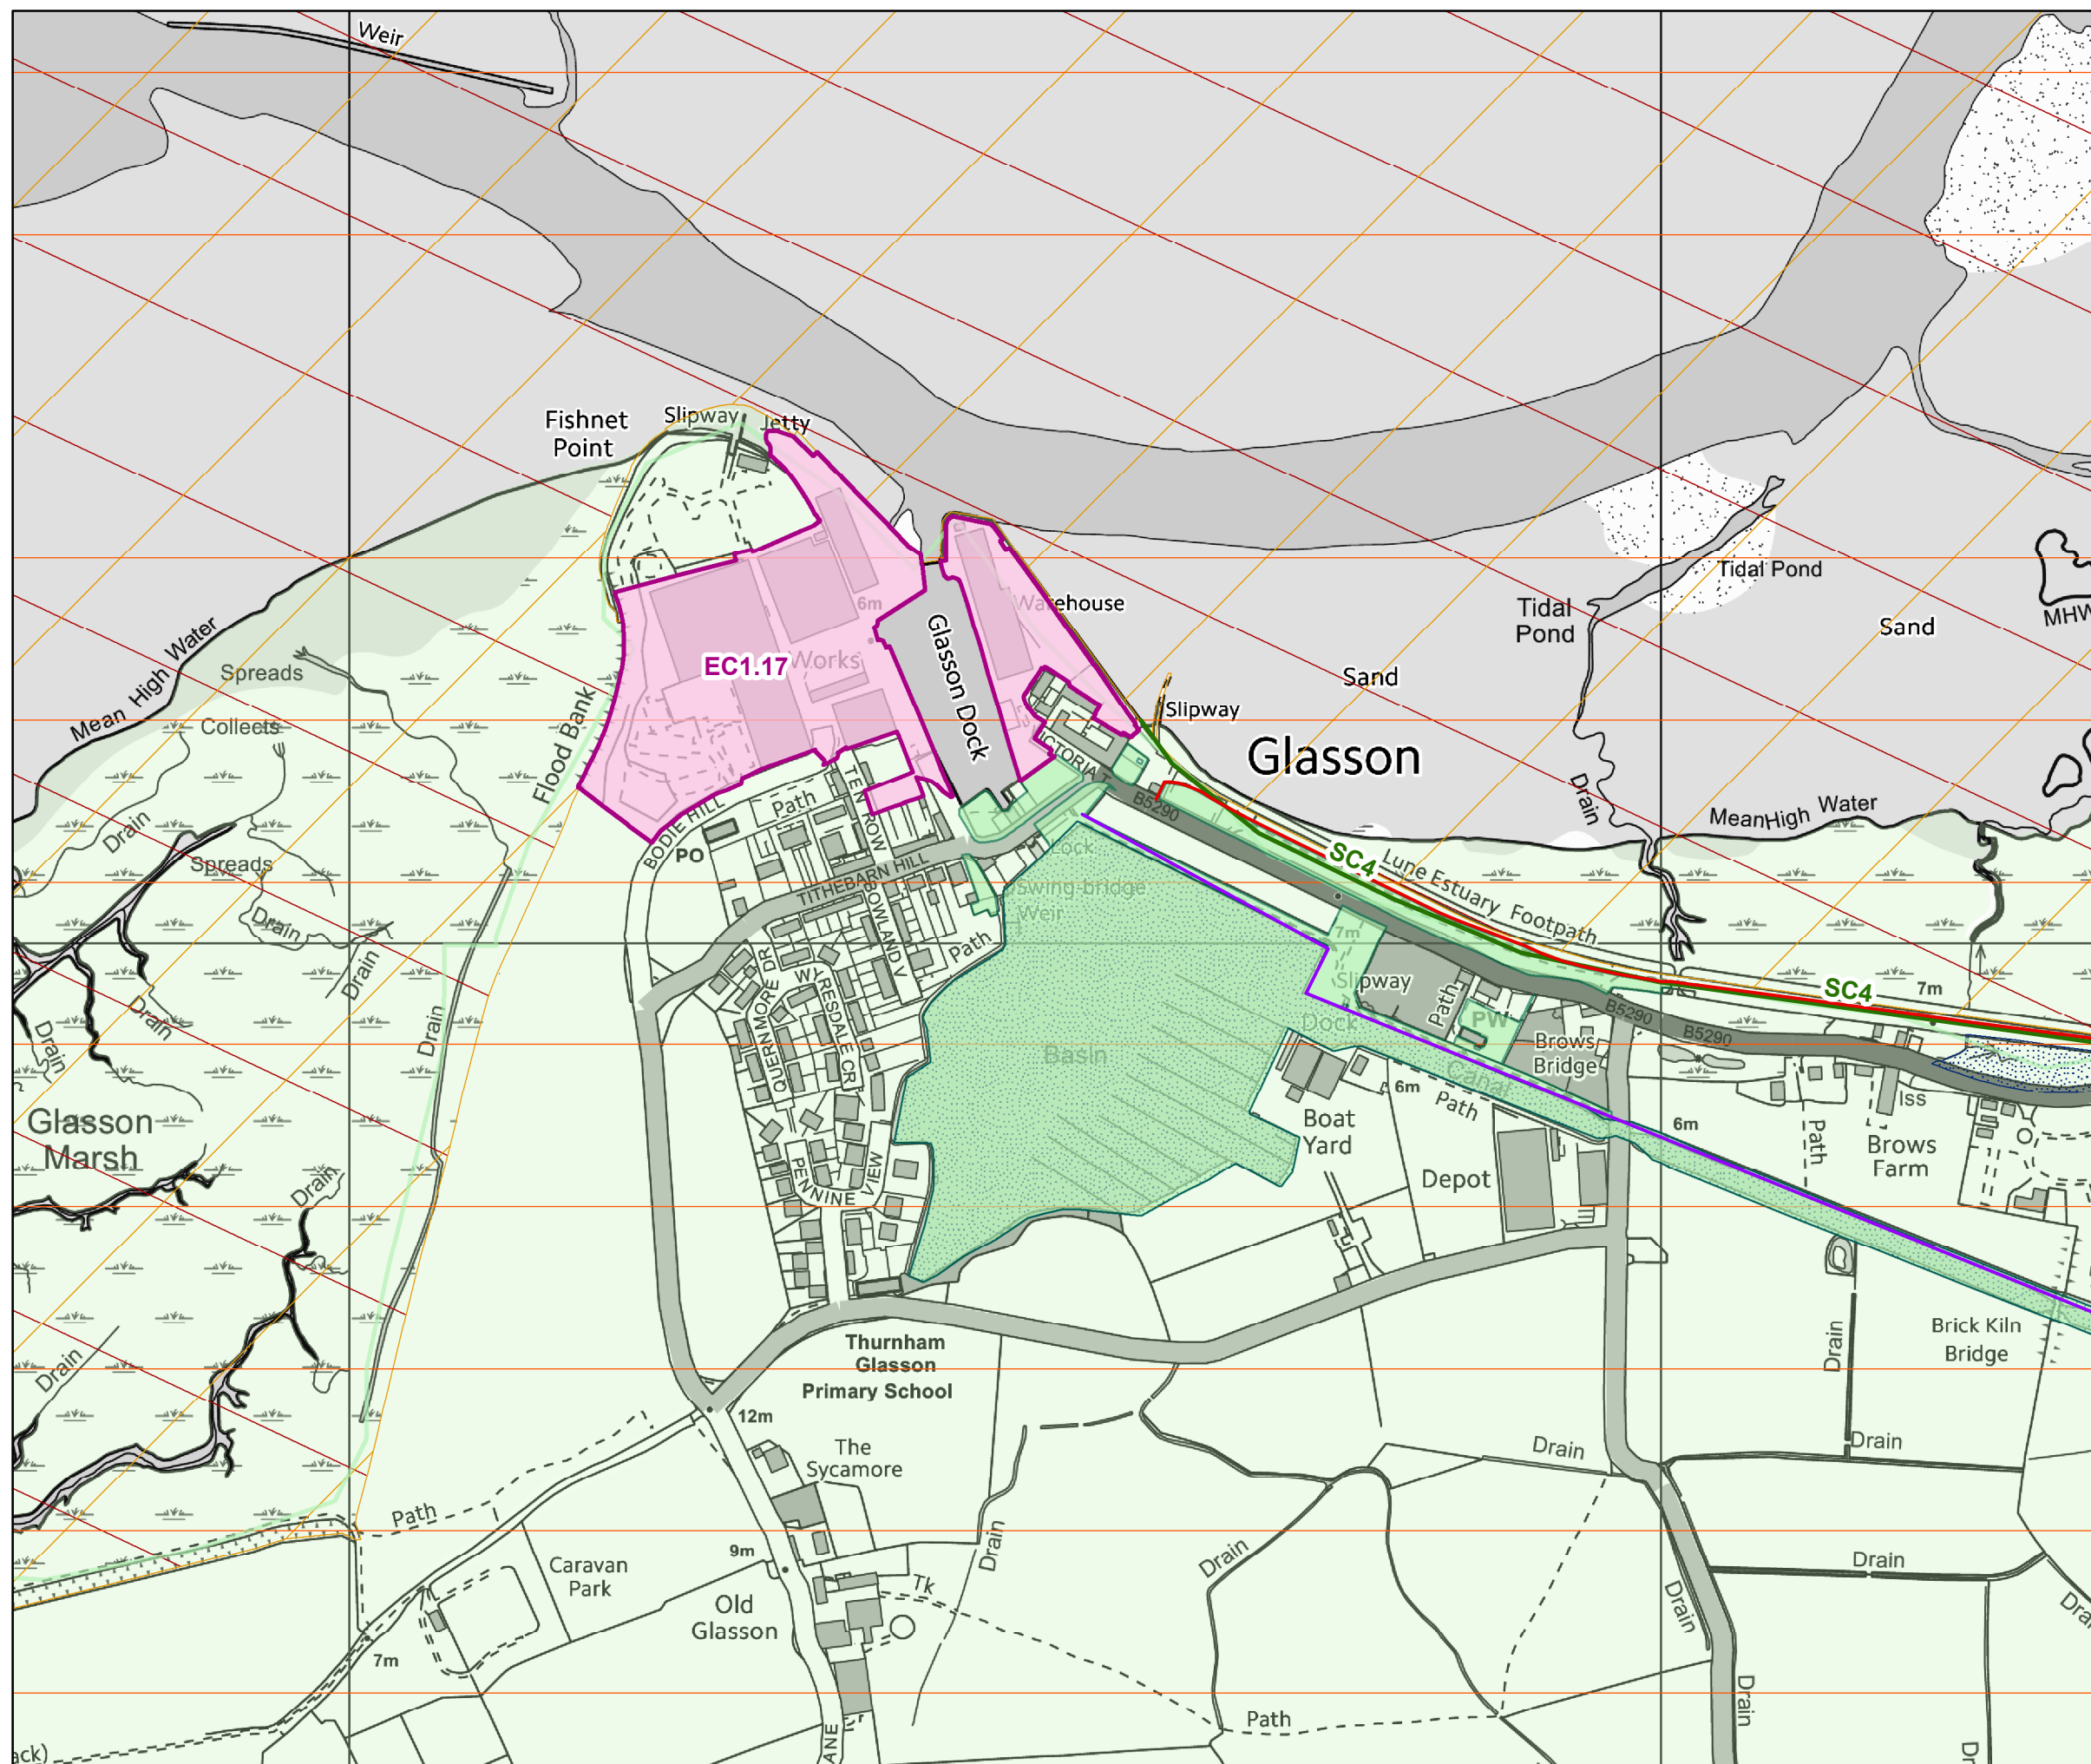 Weir
Fishnet
Point
Slipway
Jetty
Warehouse
6m
EC1.17
Works
Glasson Dock
Mean High Water
Spreads
Collects
Flood Bank
Slipway
Sand
Glasson
Tidal Pond
Tidal
Pond
Sand
MHW
Drain
MeanHigh Water
Drain
Spreads
Drain
Drain
Drain
Drain
Drain
BODIE HILL
PO
Path
TEN ROW
TITHEBARN HILL
ROWLAND V
Path
B5290
Lock
Swing-bridge
Weir
SC4
Lune Estuary Footpath
7m
Slipway
Dock
Path
PW
Brows
Bridge
B5290
B5290
SC4
7m
QUERNMORE DR
WYRESDALE CRT
PENNINE VIEW
Basin
Canal
6m
Path
Boat
Yard
Depot
6m
Path
Iss
Brows
Farm
Glasson
Marsh
Drain
Drain
Thurnham
Glasson
Primary School
12m
The
Sycamore
Brick Kiln
Bridge
Drain
Drain
Drain
Path
Caravan
Park
9m
Old
Glasson
7m
Tk
Drain
Drain
Drain
Drain
Drain
Path
ack)
ANE